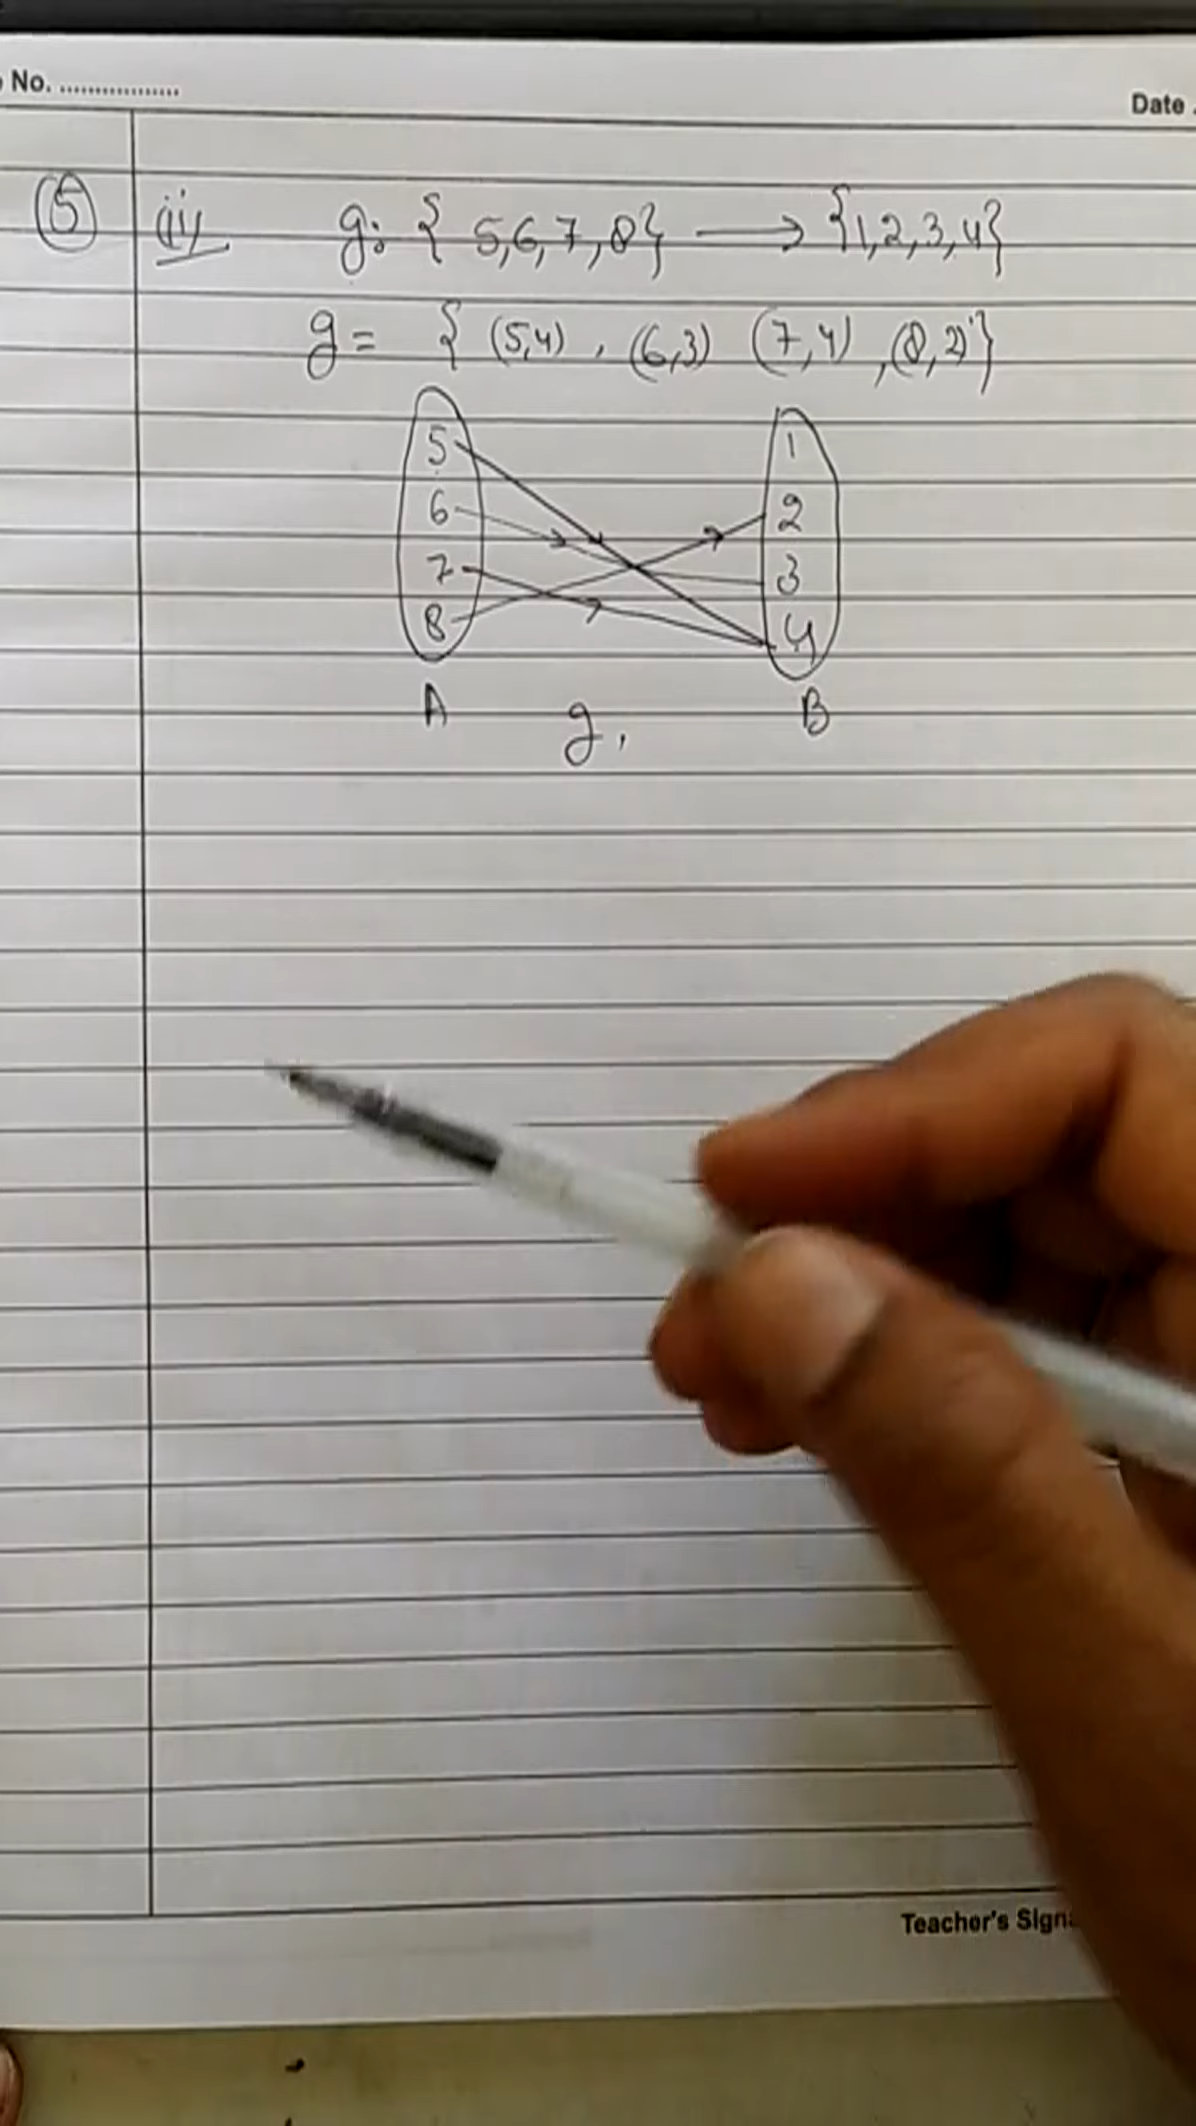 No. .................
Date .
5 (ii) g: { 5,6,7,8} → {1,2,3,4}
g = { (5,4) , (6,3) (7,4) ,(8,2)}
5 1
6 2
7 3
8 4
A g, B
Teacher's Signa